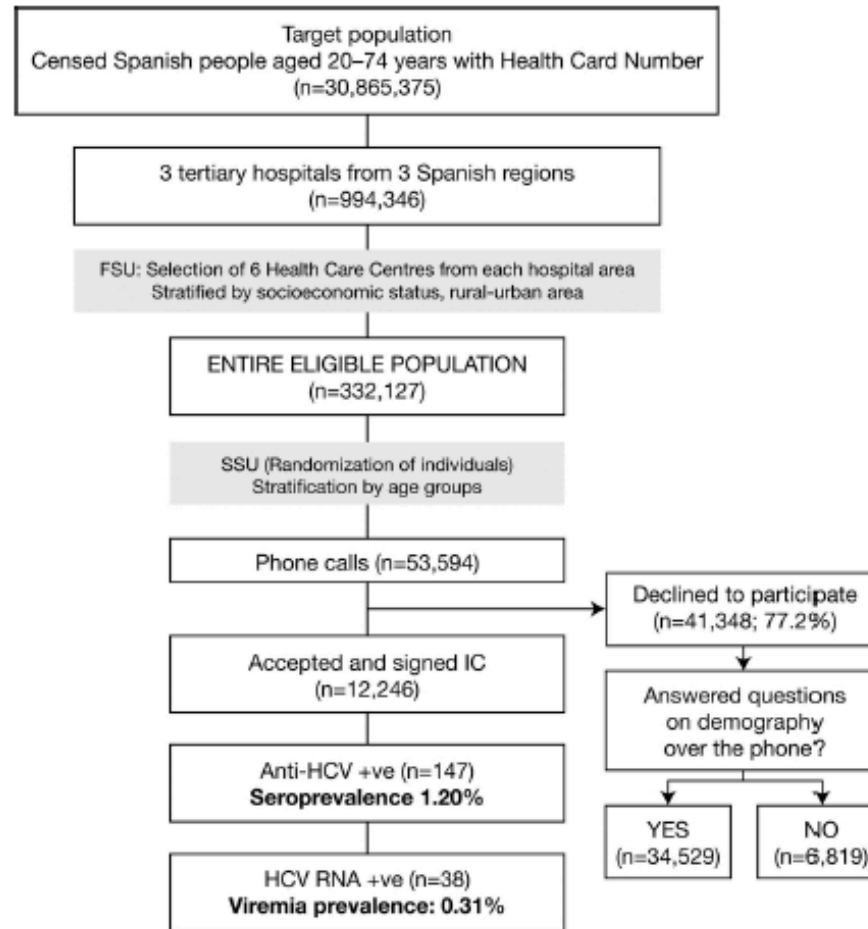 Target population
Censed Spanish people aged 20–74 years with Health Card Number
(n=30,865,375)
3 tertiary hospitals from 3 Spanish regions
(n=994,346)
FSU: Selection of 6 Health Care Centres from each hospital area
Stratified by socioeconomic status, rural-urban area
ENTIRE ELIGIBLE POPULATION
(n=332,127)
SSU (Randomization of individuals)
Stratification by age groups
Phone calls (n=53,594)
Declined to participate
(n=41,348; 77.2%)
Accepted and signed IC
(n=12,246)
Answered questions
on demography
over the phone?
Anti-HCV +ve (n=147)
Seroprevalence 1.20%
YES
(n=34,529)
NO
(n=6,819)
HCV RNA +ve (n=38)
Viremia prevalence: 0.31%